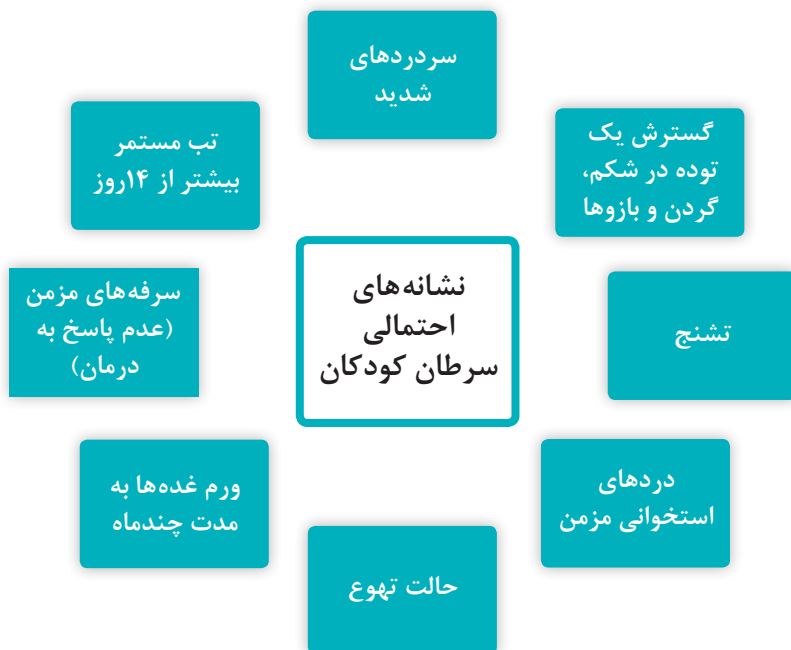 سردردهای
شدید
گسترش یک
توده در شکم،
گردن و بازوها
تشنج
دردهای
استخوانی مزمن
حالت تهوع
ورم غده‌ها به
مدت چندماه
سرفه‌های مزمن
(عدم پاسخ به
درمان)
تب مستمر
بیشتر از ۱۴روز
نشانه‌های
احتمالی
سرطان کودکان